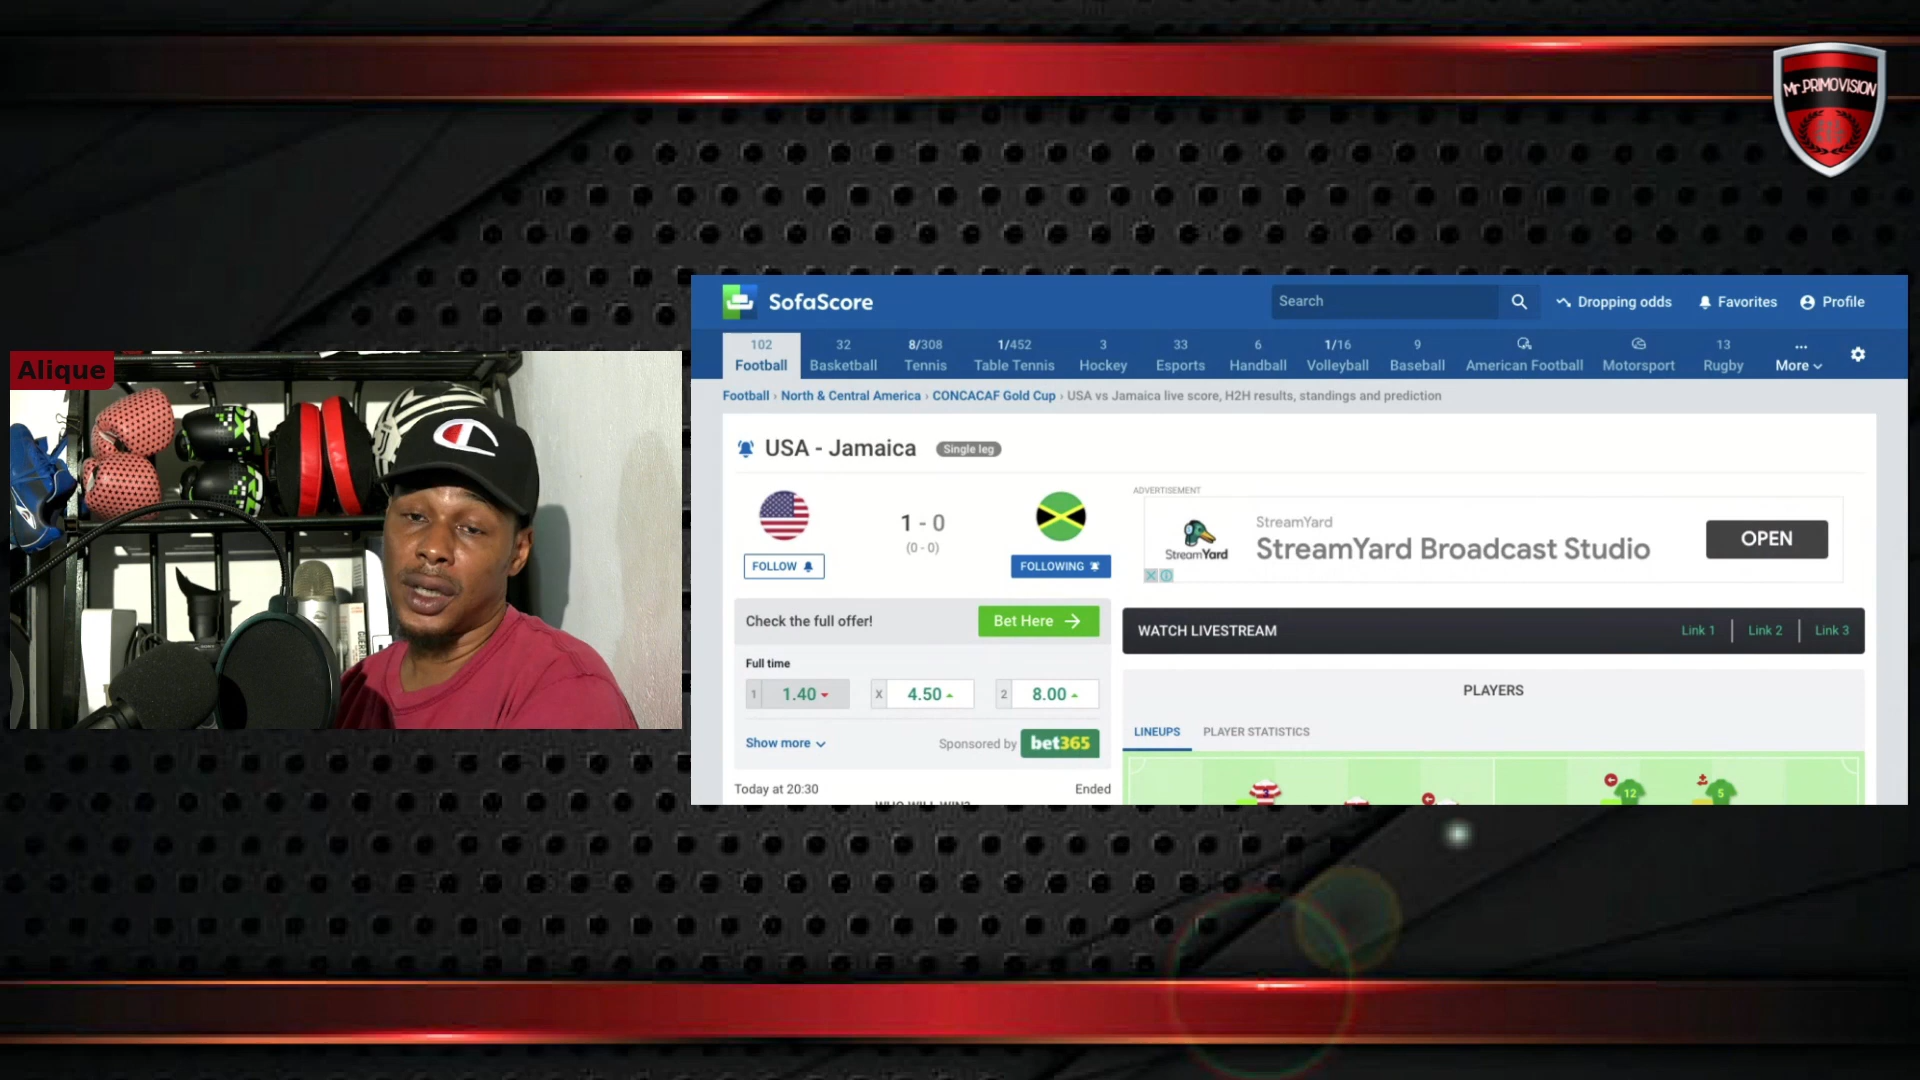 Mr.PRIMOVISION
Alique
SofaScore
Search
Dropping odds
Favorites
Profile
102
Football
32
Basketball
8/308
Tennis
1/452
Table Tennis
3
Hockey
33
Esports
6
Handball
1/16
Volleyball
9
Baseball
American Football
Motorsport
13
Rugby
...
More
Football › North & Central America › CONCACAF Gold Cup › USA vs Jamaica live score, H2H results, standings and prediction
USA - Jamaica
Single leg
1 - 0
(0 - 0)
FOLLOW
FOLLOWING
ADVERTISEMENT
StreamYard
StreamYard
StreamYard Broadcast Studio
OPEN
Check the full offer!
Bet Here
Full time
1 1.40
X 4.50
2 8.00
Show more
Sponsored by bet365
Today at 20:30
Ended
WHO WILL WIN?
WATCH LIVESTREAM
Link 1
Link 2
Link 3
PLAYERS
LINEUPS
PLAYER STATISTICS
12
5